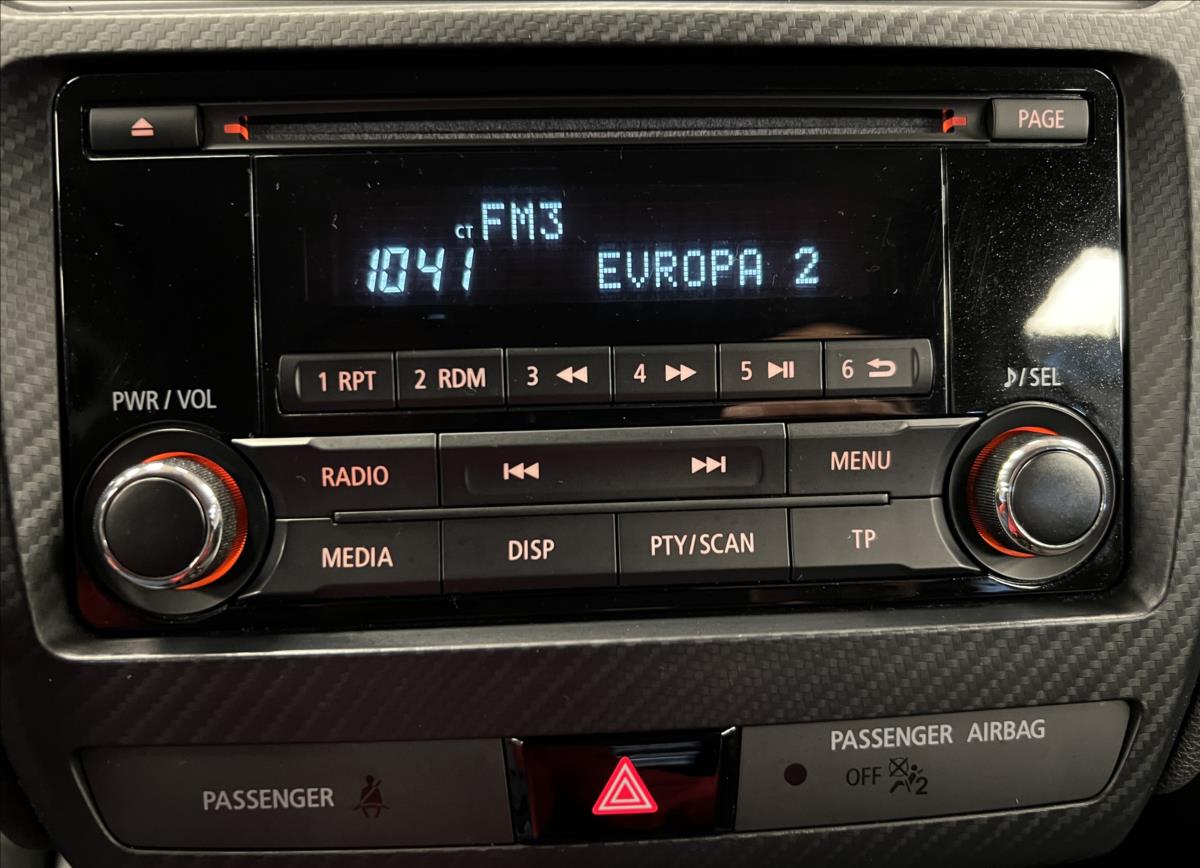 PAGE
CT FM3
1041 EVROPA 2
1 RPT 2 RDM 3 4 5 6
PWR / VOL
/SEL
RADIO MENU
MEDIA DISP PTY/SCAN TP
PASSENGER AIRBAG
OFF 2
PASSENGER